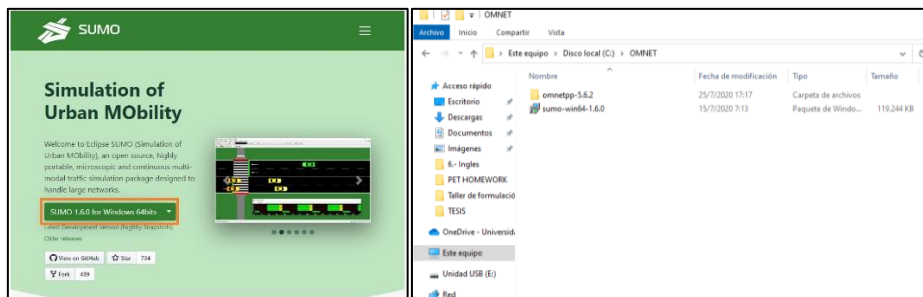 SUMO
Simulation of
Urban MObility
Welcome to Eclipse SUMO (Simulation of
Urban MObility), an open source, highly
portable, microscopic and continuous multi-
modal traffic simulation package designed to
handle large networks.
SUMO 1.6.0 for Windows 64bits
Latest Development Version (Nightly Snapshot)
Older releases
View on GitHub Star 734
Fork 439
OMNET
Archivo Inicio Compartir Vista
Este equipo > Disco local (C:) > OMNET
Nombre Fecha de modificación Tipo Tamaño
omnetpp-5.6.2 25/7/2020 17:17 Carpeta de archivos
sumo-win64-1.6.0 15/7/2020 7:13 Paquete de Windo... 119.244 KB
Acceso rápido
Escritorio
Descargas
Documentos
Imágenes
6.- Ingles
PET HOMEWORK
Taller de formulació
TESIS
OneDrive - Universid
Este equipo
Unidad USB (E:)
Red